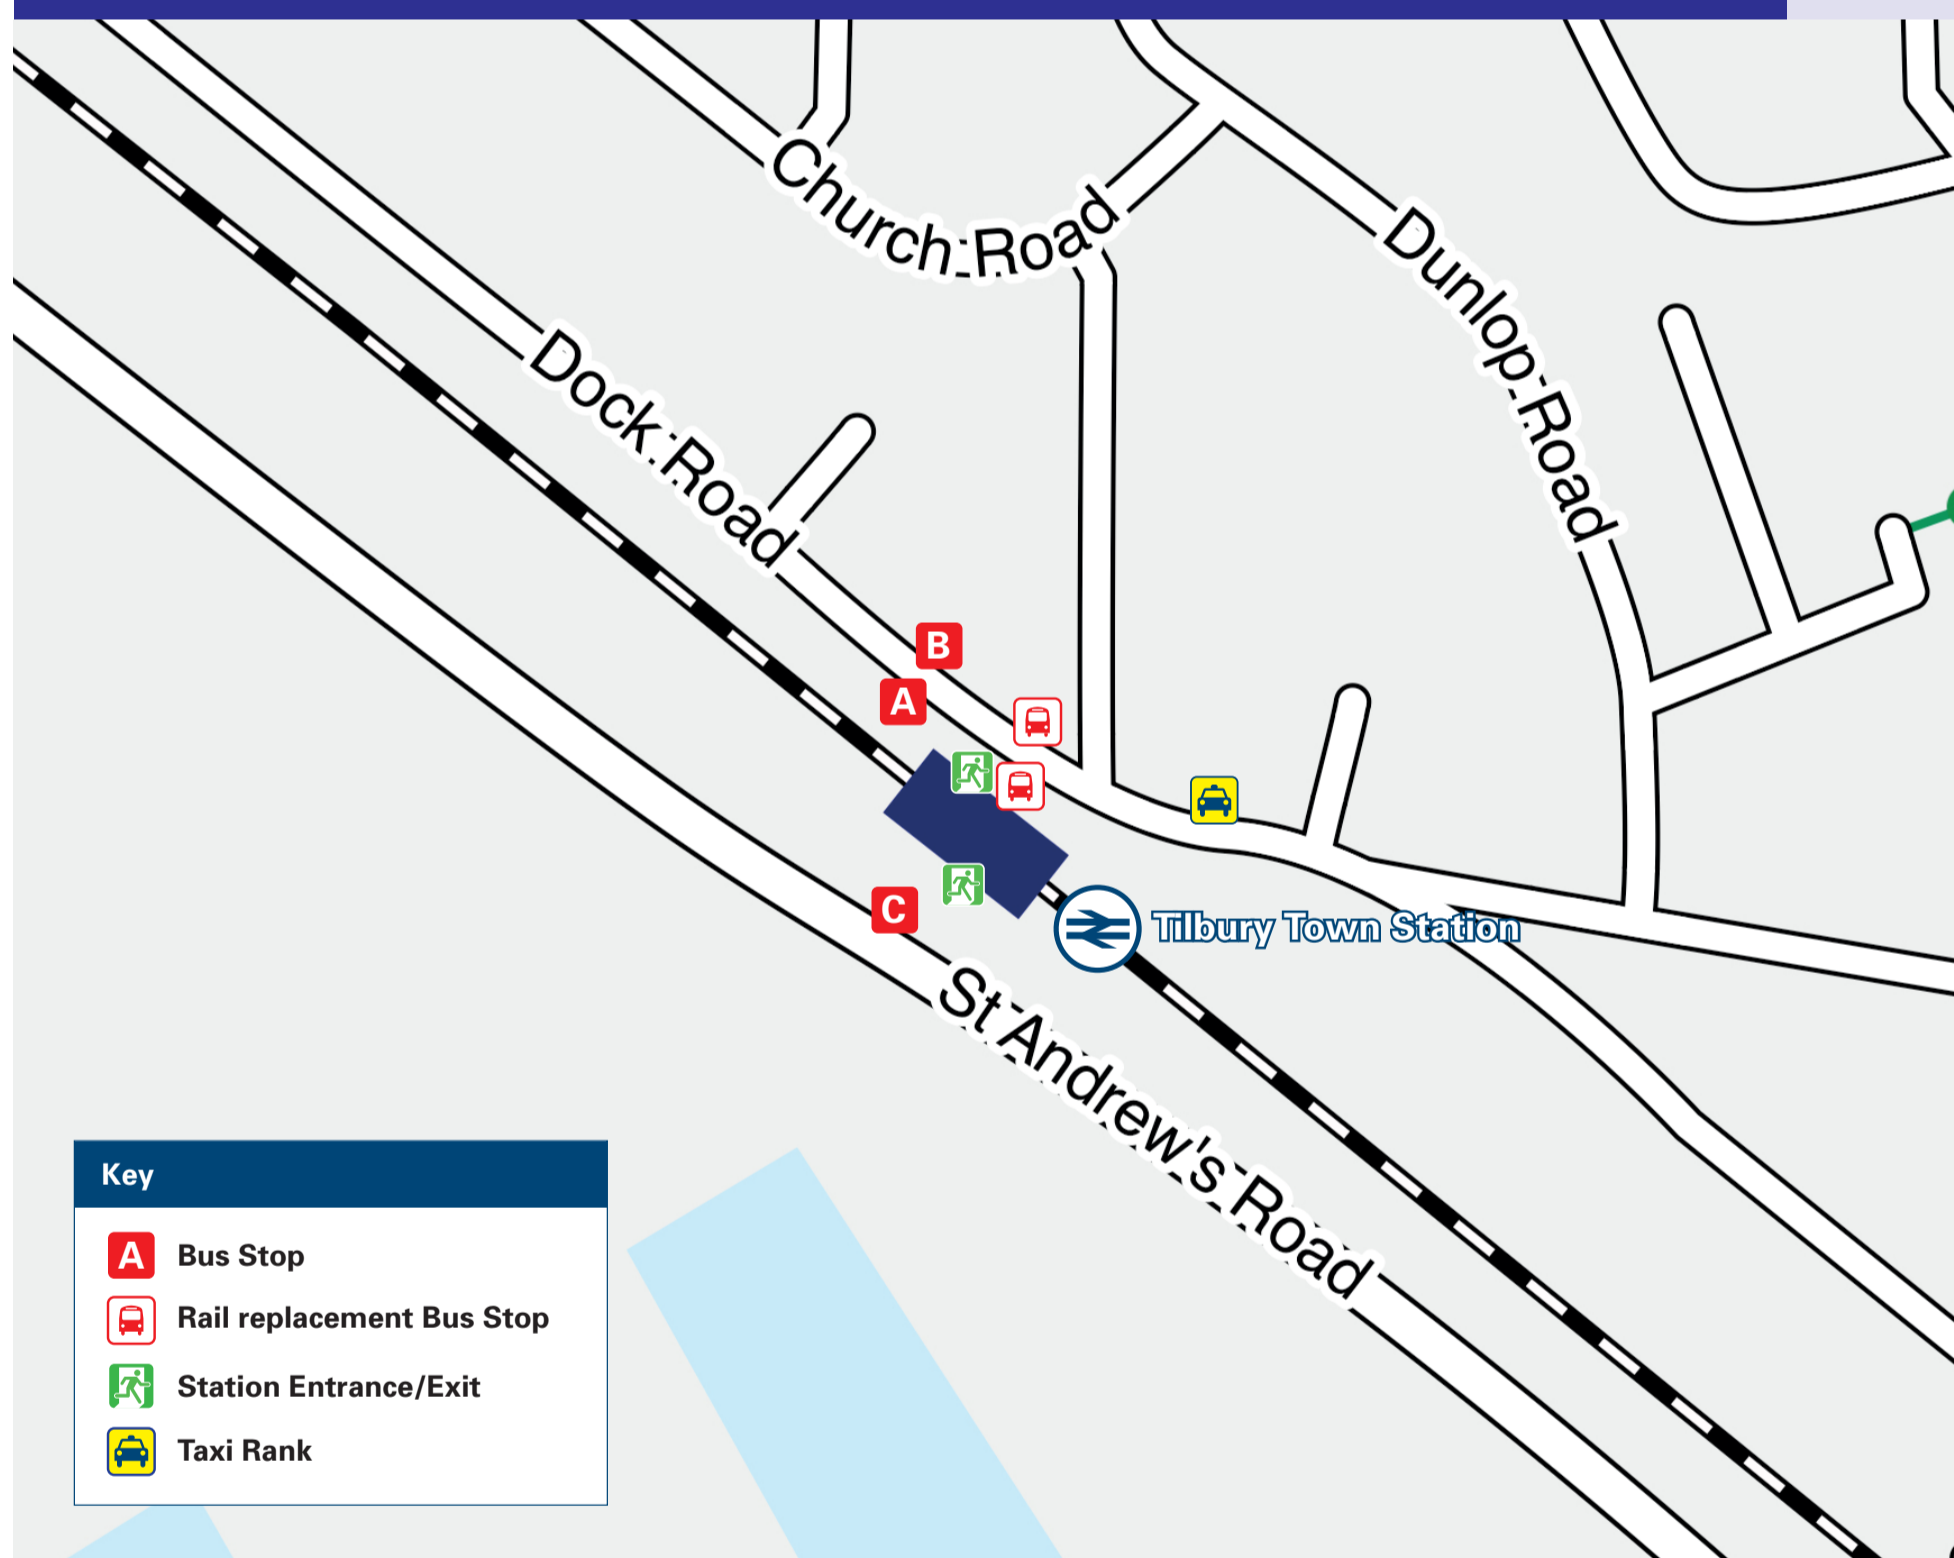 Church Road
Dunlop Road
Dock Road
B
A
C
Tilbury Town Station
St Andrew's Road
Key
A Bus Stop
Rail replacement Bus Stop
Station Entrance/Exit
Taxi Rank